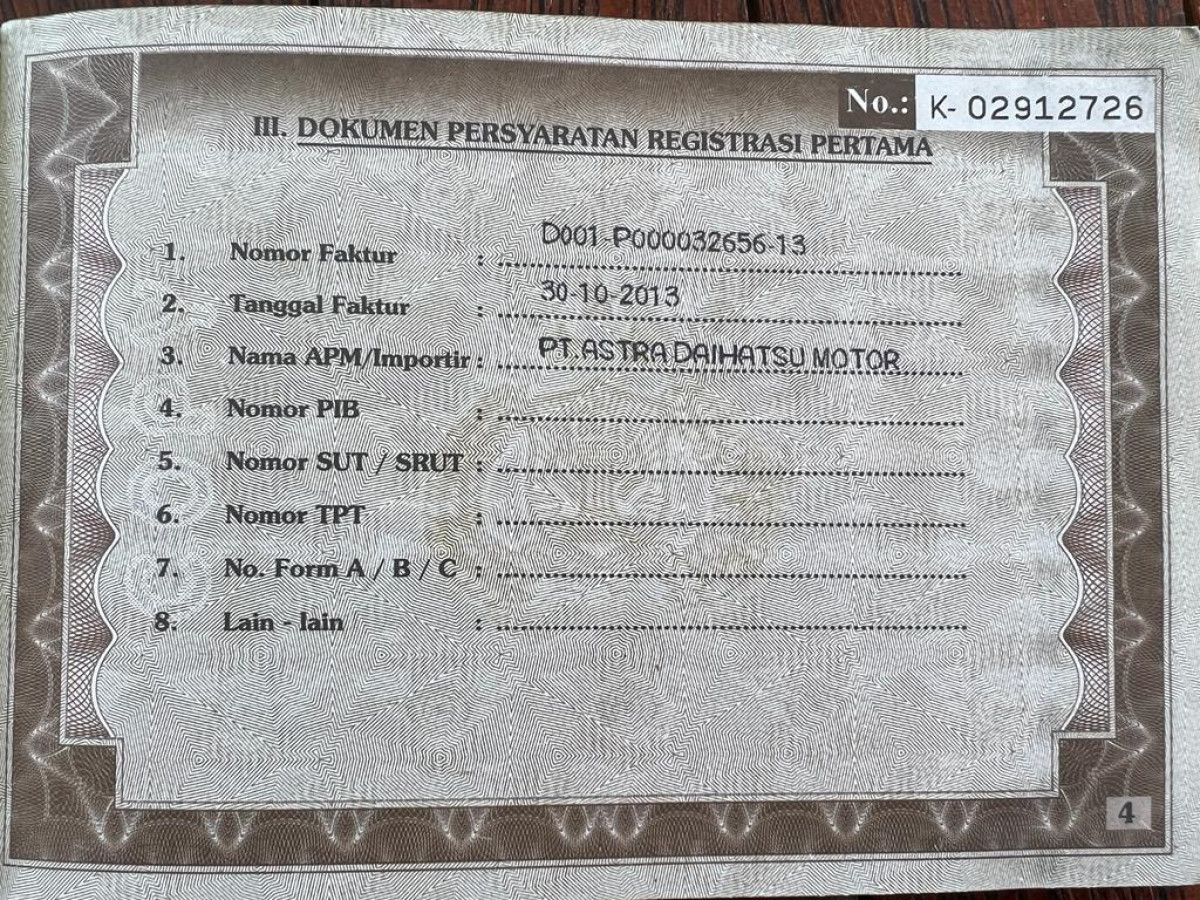 No.: K- 02912726
III. DOKUMEN PERSYARATAN REGISTRASI PERTAMA
1. Nomor Faktur : D001-P000032656-13
2. Tanggal Faktur : 30-10-2013
3. Nama APM/Importir : PT.ASTRA DAIHATSU MOTOR
4. Nomor PIB :
5. Nomor SUT / SRUT :
6. Nomor TPT :
7. No. Form A / B / C :
8. Lain - lain :
4